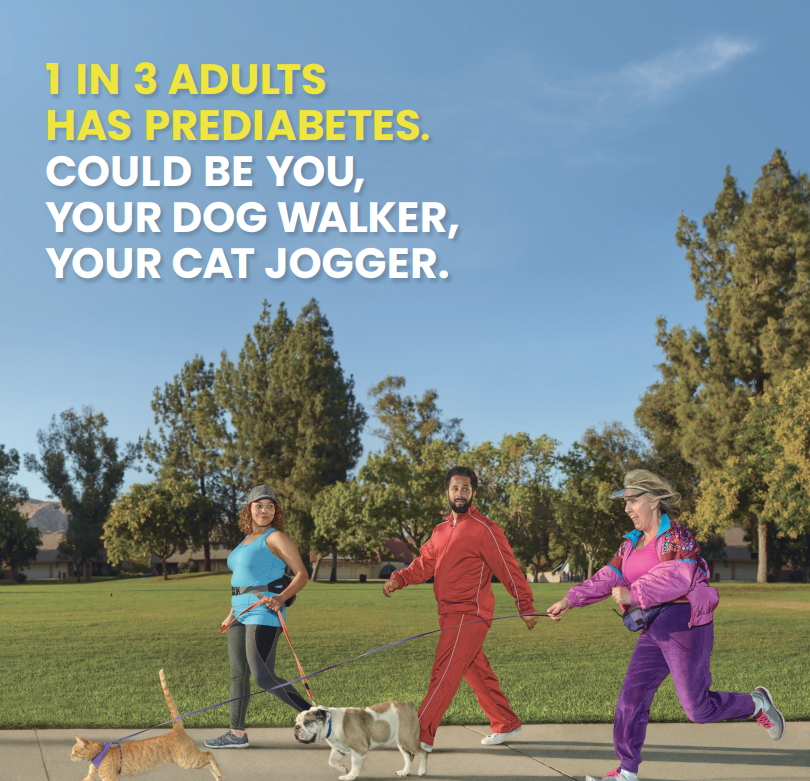 1 IN 3 ADULTS
HAS PREDIABETES.
COULD BE YOU,
YOUR DOG WALKER,
YOUR CAT JOGGER.